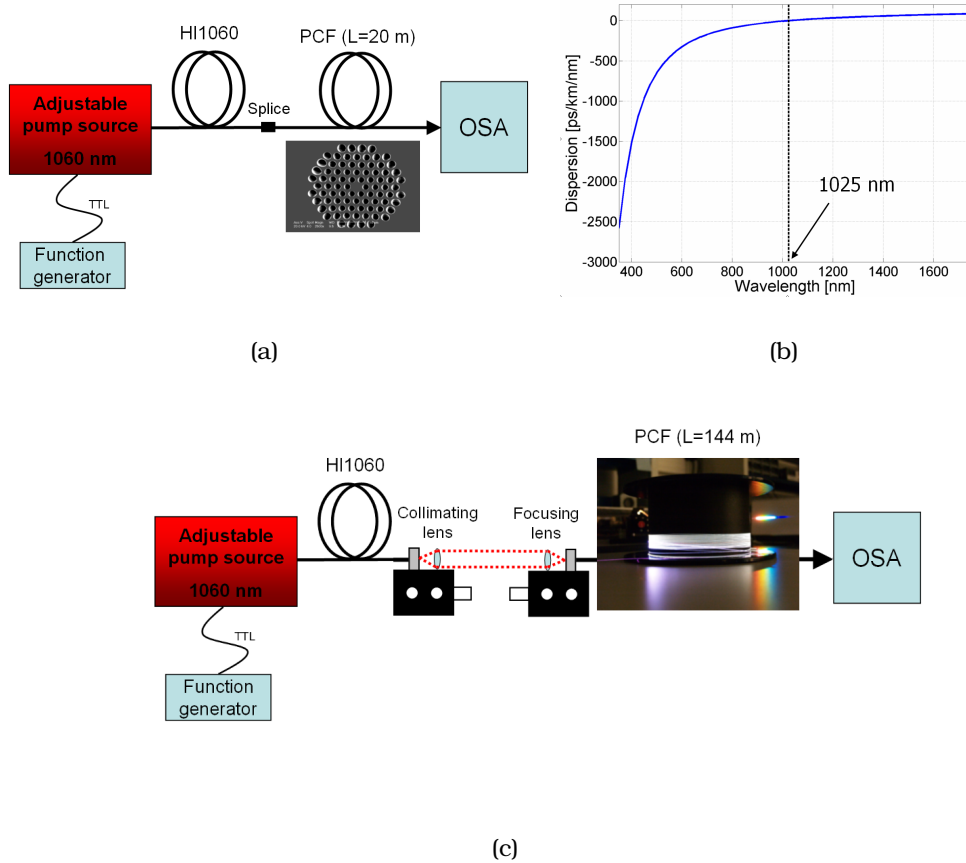 HI1060
PCF (L=20 m)
Adjustable
pump source
1060 nm
Splice
OSA
TTL
Function
generator
(a)
Dispersion [ps/km/nm]
0
-500
-1000
-1500
-2000
-2500
-3000
1025 nm
400 600 800 1000 1200 1400 1600
Wavelength [nm]
(b)
PCF (L=144 m)
HI1060
Collimating
lens
Focusing
lens
Adjustable
pump source
1060 nm
OSA
TTL
Function
generator
(c)